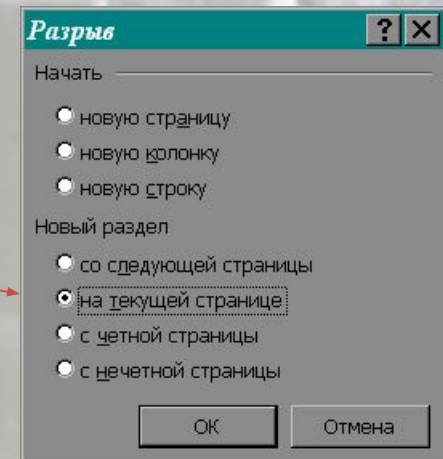 Разрыв
Начать
новую страницу
новую колонку
новую строку
Новый раздел
со следующей страницы
на текущей странице
с четной страницы
с нечетной страницы
ОК Отмена